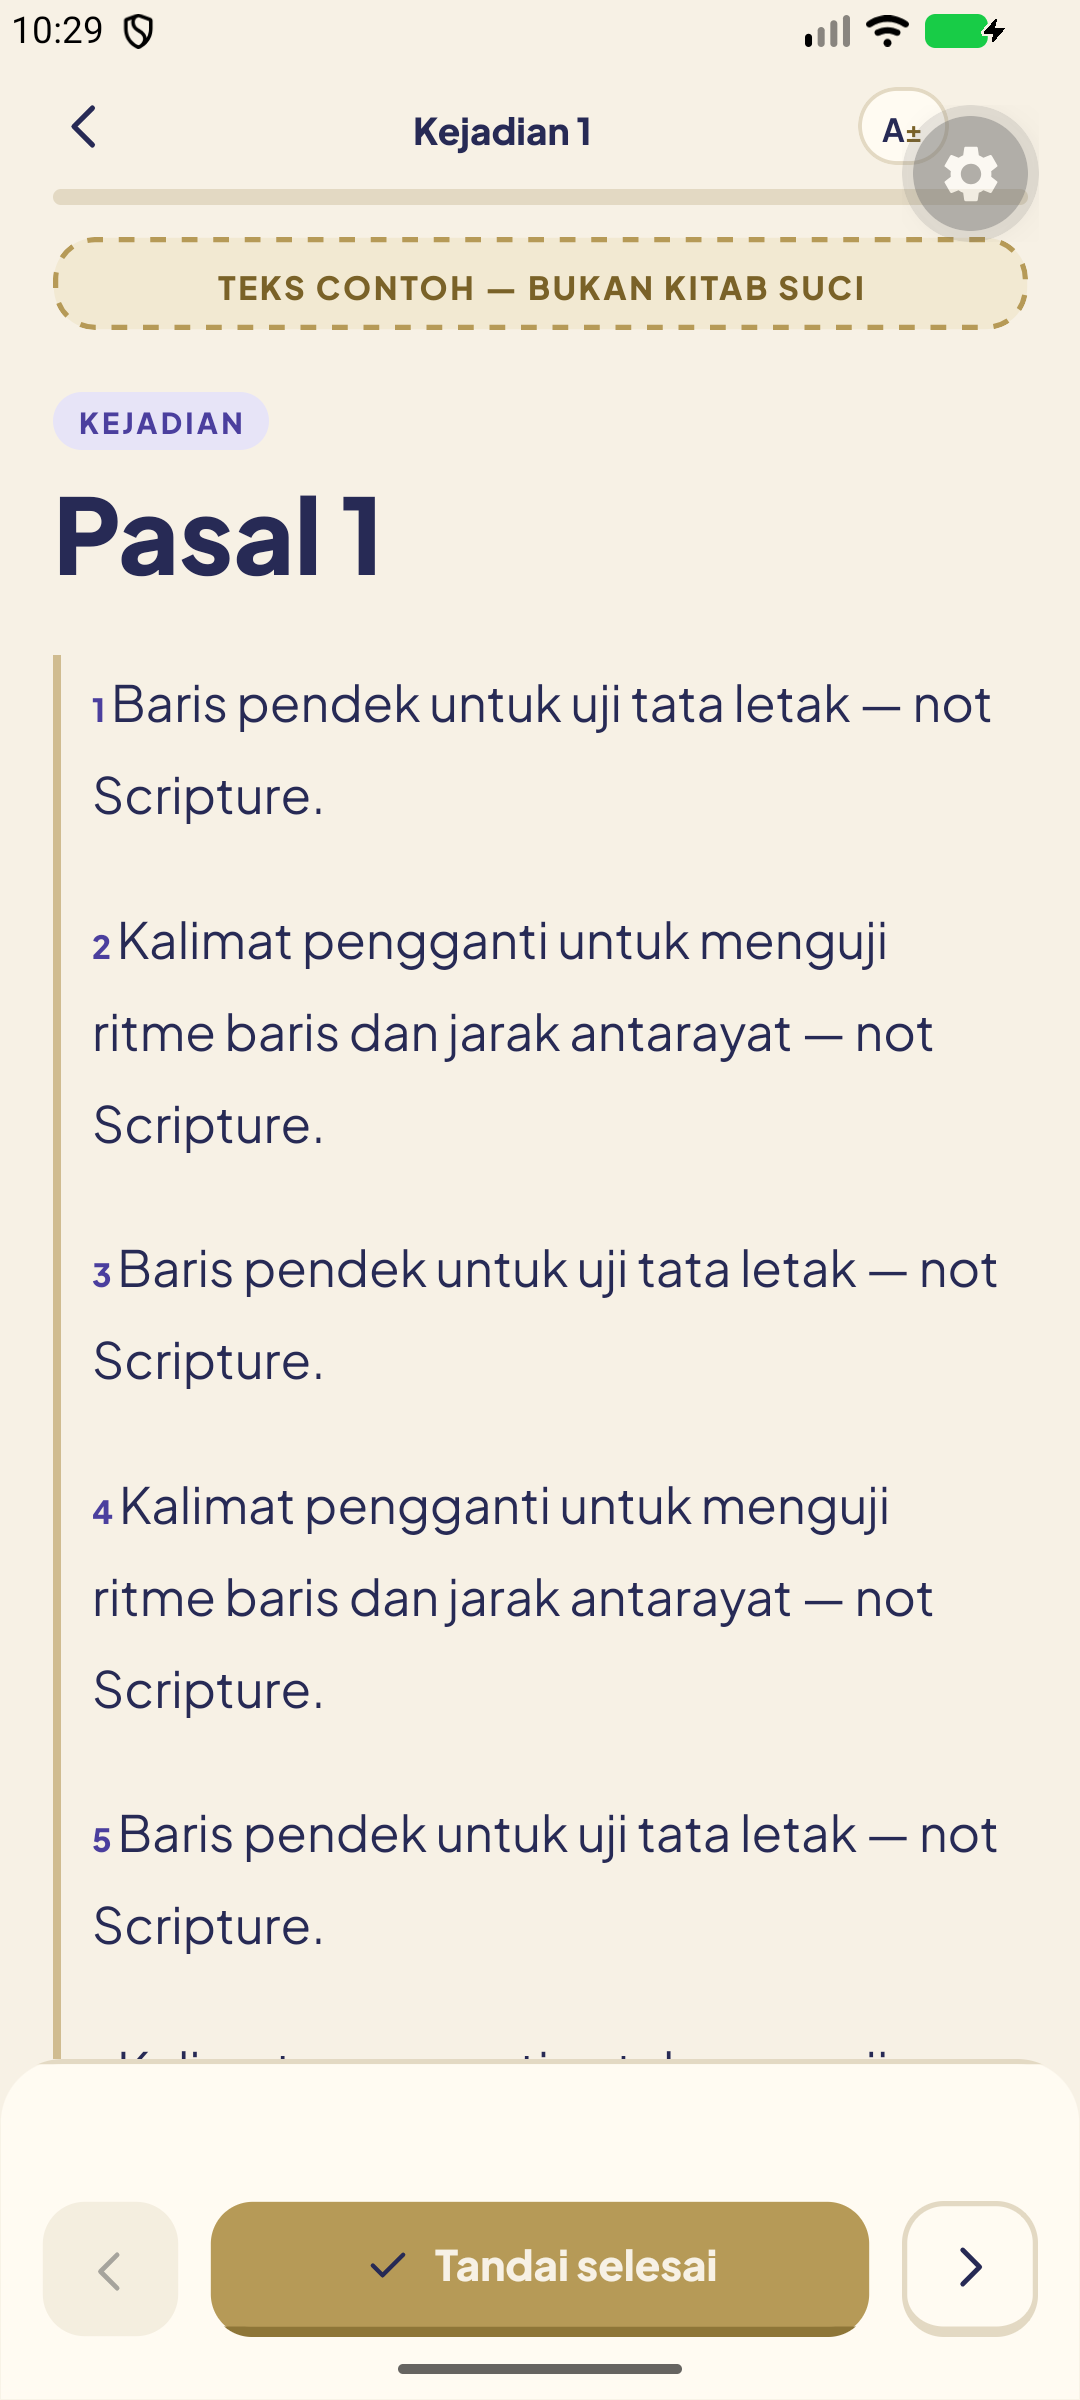 10:29
Kejadian 1
A±
TEKS CONTOH — BUKAN KITAB SUCI
KEJADIAN
Pasal 1
1 Baris pendek untuk uji tata letak — not
Scripture.
2 Kalimat pengganti untuk menguji
ritme baris dan jarak antarayat — not
Scripture.
3 Baris pendek untuk uji tata letak — not
Scripture.
4 Kalimat pengganti untuk menguji
ritme baris dan jarak antarayat — not
Scripture.
5 Baris pendek untuk uji tata letak — not
Scripture.
Tandai selesai